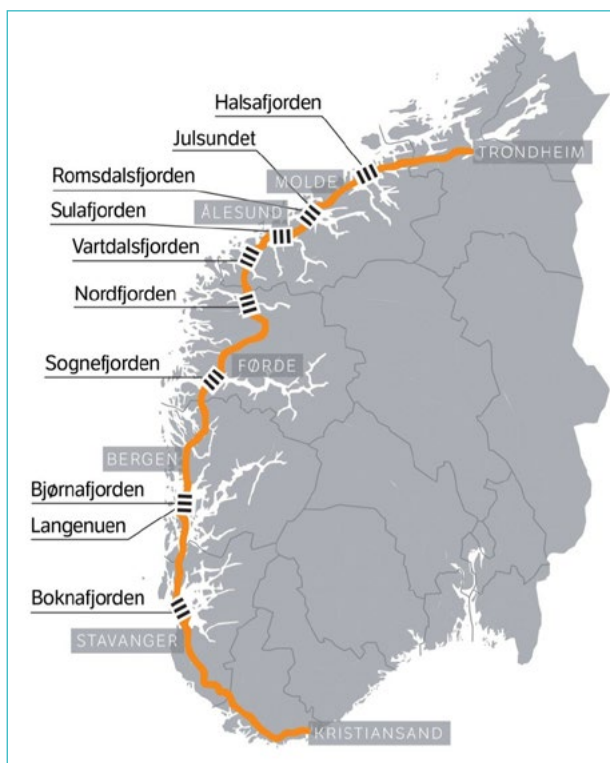 Halsafjorden
Julsundet
TRONDHEIM
MOLDE
Romsdalsfjorden
Sulafjorden
ÅLESUND
Vartdalsfjorden
Nordfjorden
Sognefjorden
FØRDE
BERGEN
Bjørnafjorden
Langenuen
Boknafjorden
STAVANGER
KRISTIANSAND